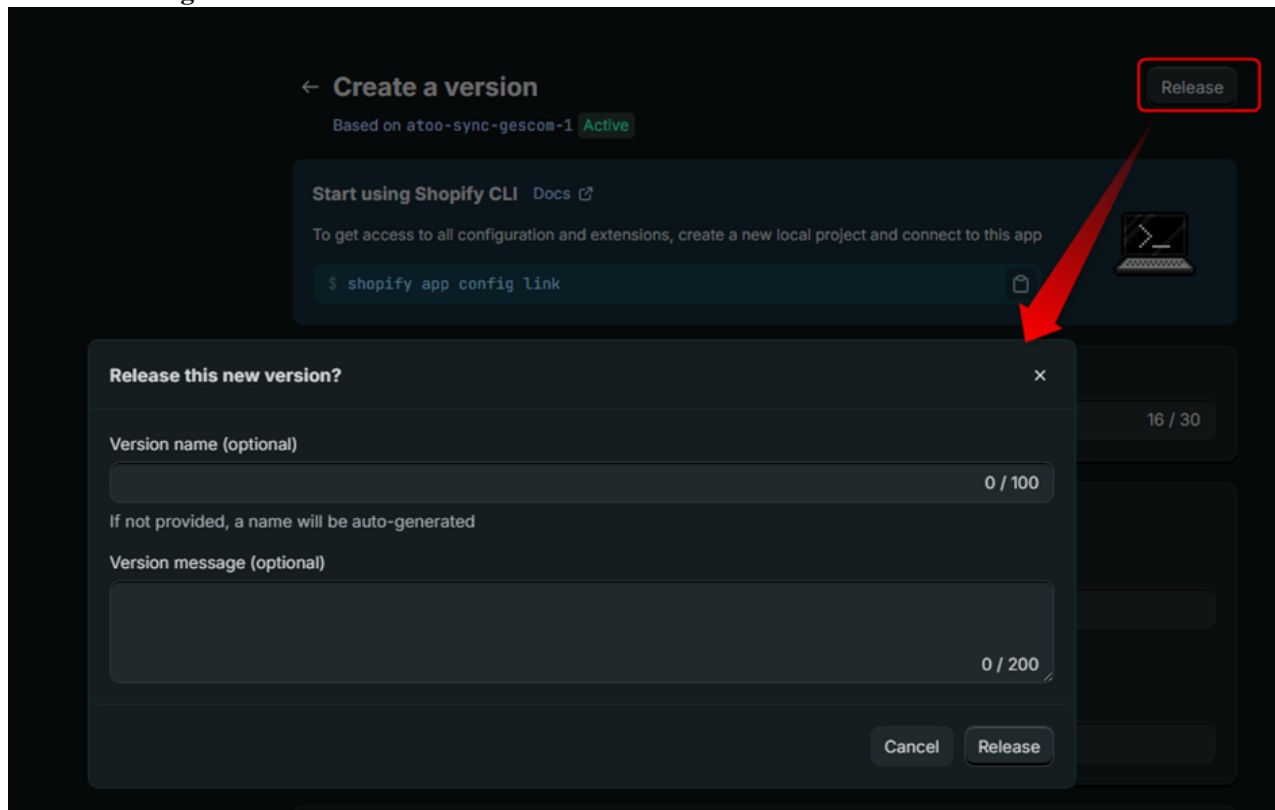 ← Create a version
Release
Based on atoo-sync-gescom-1 Active
Start using Shopify CLI Docs
To get access to all configuration and extensions, create a new local project and connect to this app
$ shopify app config link
Release this new version?
16 / 30
Version name (optional)
0 / 100
If not provided, a name will be auto-generated
Version message (optional)
0 / 200
Cancel Release